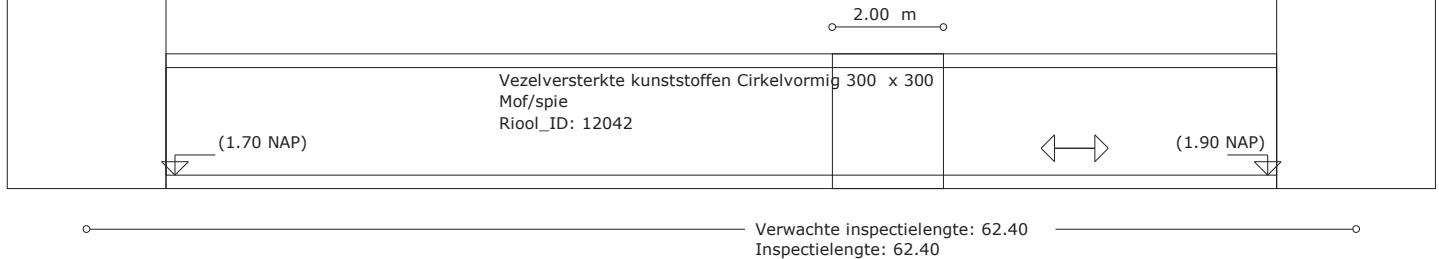 2.00 m
Vezelversterkte kunststoffen Cirkelvormig 300 x 300
Mof/spie
Riool_ID: 12042
(1.70 NAP)
(1.90 NAP)
Verwachte inspectielengte: 62.40
Inspectielengte: 62.40